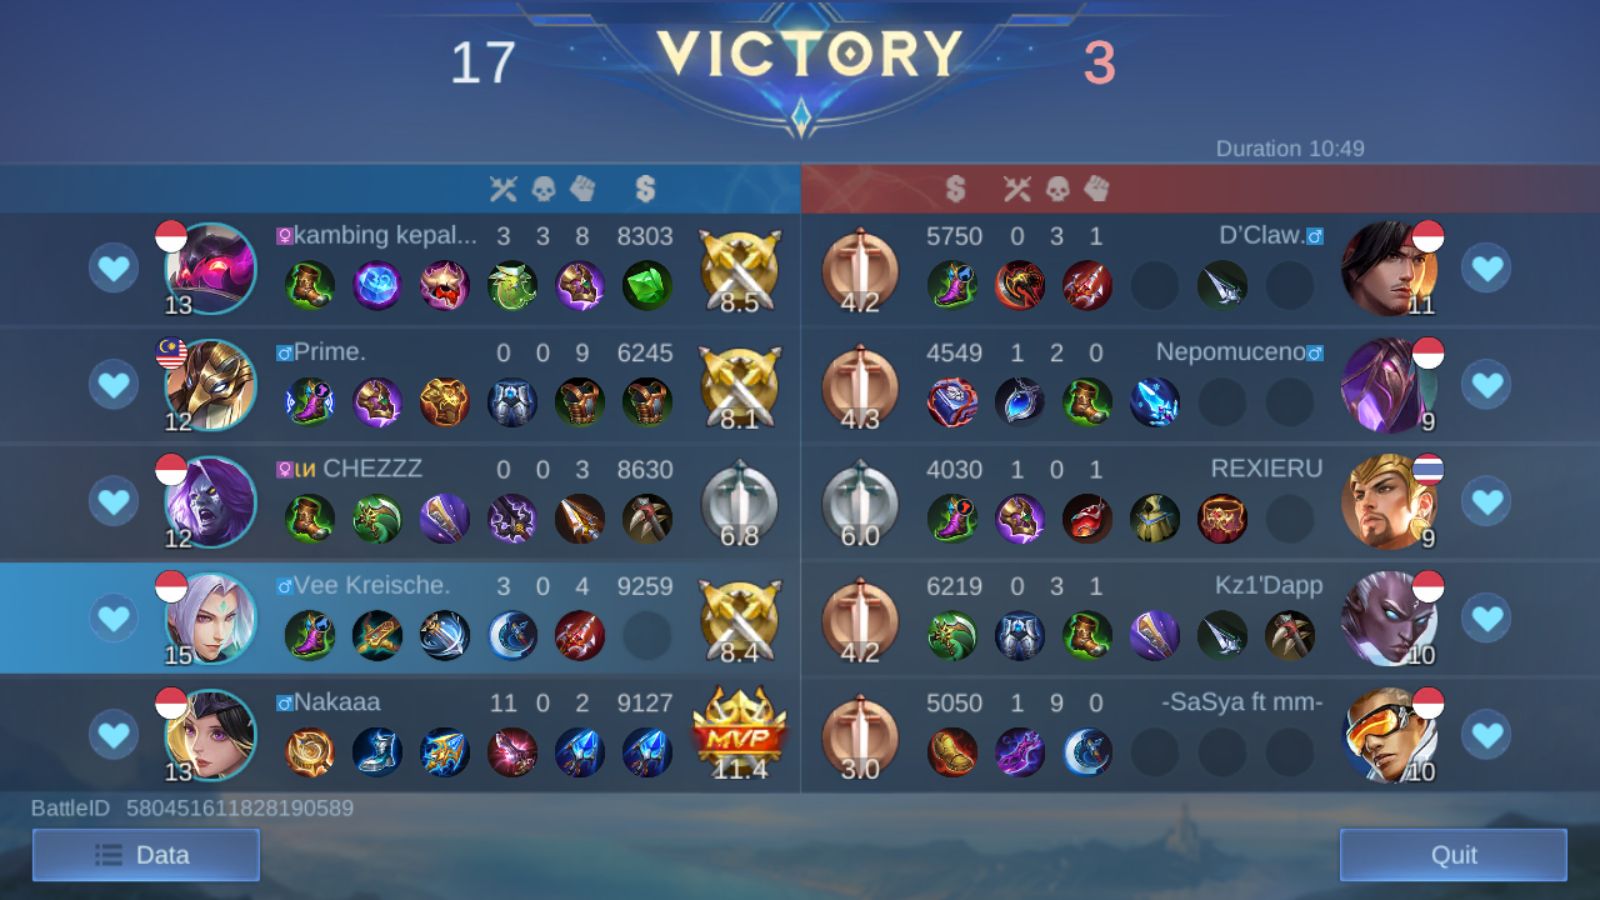 17 VICTORY 3
Duration 10:49
kambing kepal... 3 3 8 8303 13 8.5
5750 0 3 1 D'Claw. 4.2 11
Prime. 0 0 9 6245 12 8.1
4549 1 2 0 Nepomuceno 4.3 9
ᥣи CHEZZZ 0 0 3 8630 12 6.8
4030 1 0 1 REXIERU 6.0 9
Vee Kreische. 3 0 4 9259 15 8.4
6219 0 3 1 Kz1'Dapp 4.2 10
Nakaaa 11 0 2 9127 13 MVP 11.4
5050 1 9 0 -SaSya ft mm- 3.0 10
BattleID 580451611828190589
Data
Quit